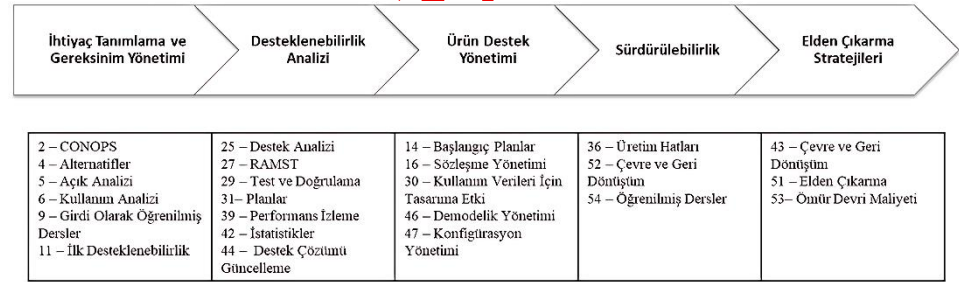 İhtiyaç Tanımlama ve
Gereksinim Yönetimi
Desteklenebilirlik
Analizi
Ürün Destek
Yönetimi
Sürdürülebilirlik
Elden Çıkarma
Stratejileri
2 – CONOPS
4 – Alternatifler
5 – Açık Analizi
6 – Kullanım Analizi
9 – Girdi Olarak Öğrenilmiş
Dersler
11 – İlk Desteklenebilirlik
25 – Destek Analizi
27 – RAMST
29 – Test ve Doğrulama
31– Planlar
39 – Performans İzleme
42 – İstatistikler
44 – Destek Çözümü
Güncelleme
14 – Başlangıç Planlar
16 – Sözleşme Yönetimi
30 – Kullanım Verileri İçin
Tasarıma Etki
46 – Demodelik Yönetimi
47 – Konfigürasyon
Yönetimi
36 – Üretim Hatları
52 – Çevre ve Geri
Dönüşüm
54 – Öğrenilmiş Dersler
43 – Çevre ve Geri
Dönüşüm
51 – Elden Çıkarma
53– Ömür Devri Maliyeti